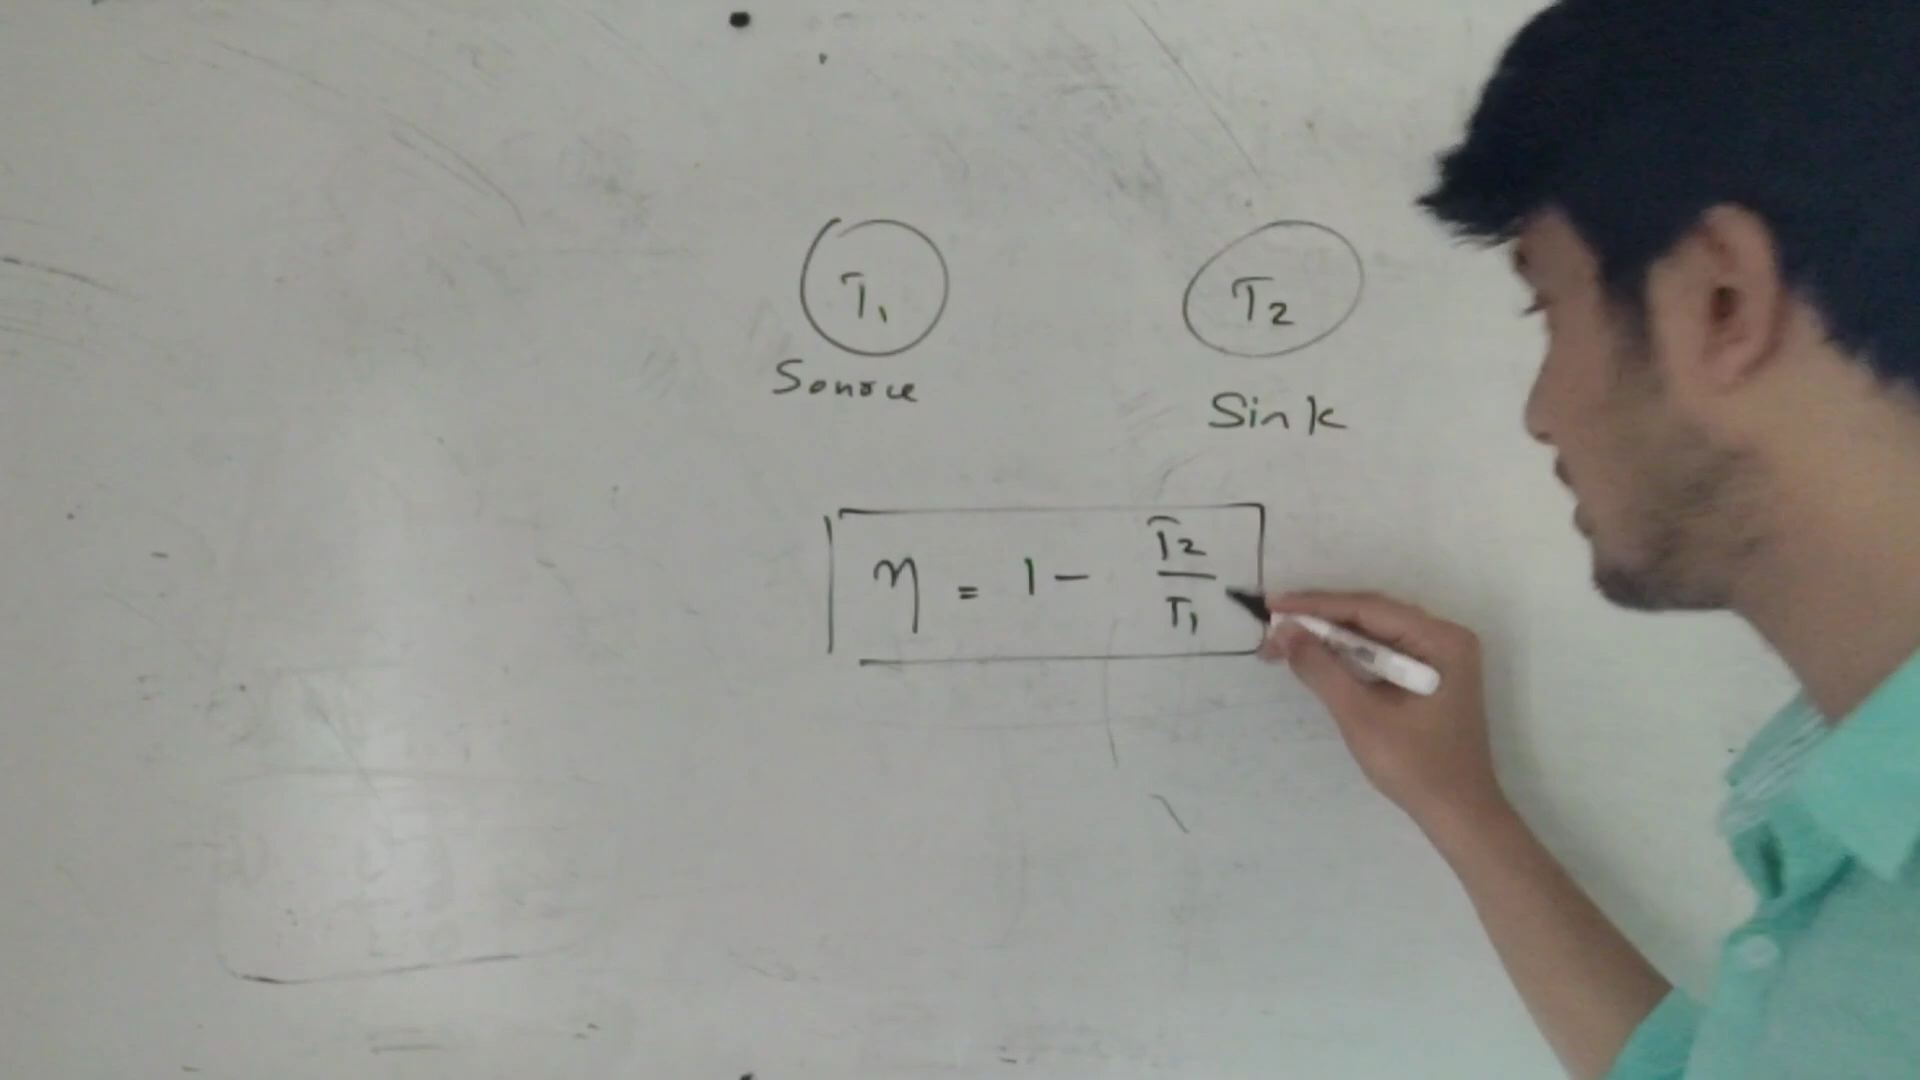 T₁ T₂
Source
Sink
η = 1 - T₂/T₁